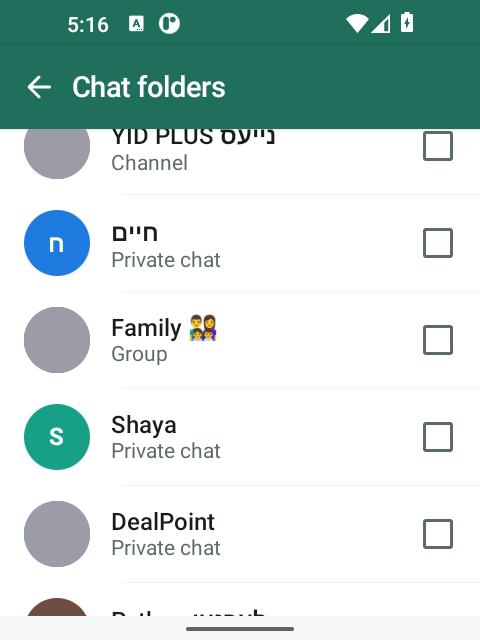 5:16
Chat folders
YID PLUS נייעס
Channel
ח
חיים
Private chat
Family 👨‍👩‍👧‍👦
Group
S
Shaya
Private chat
DealPoint
Private chat